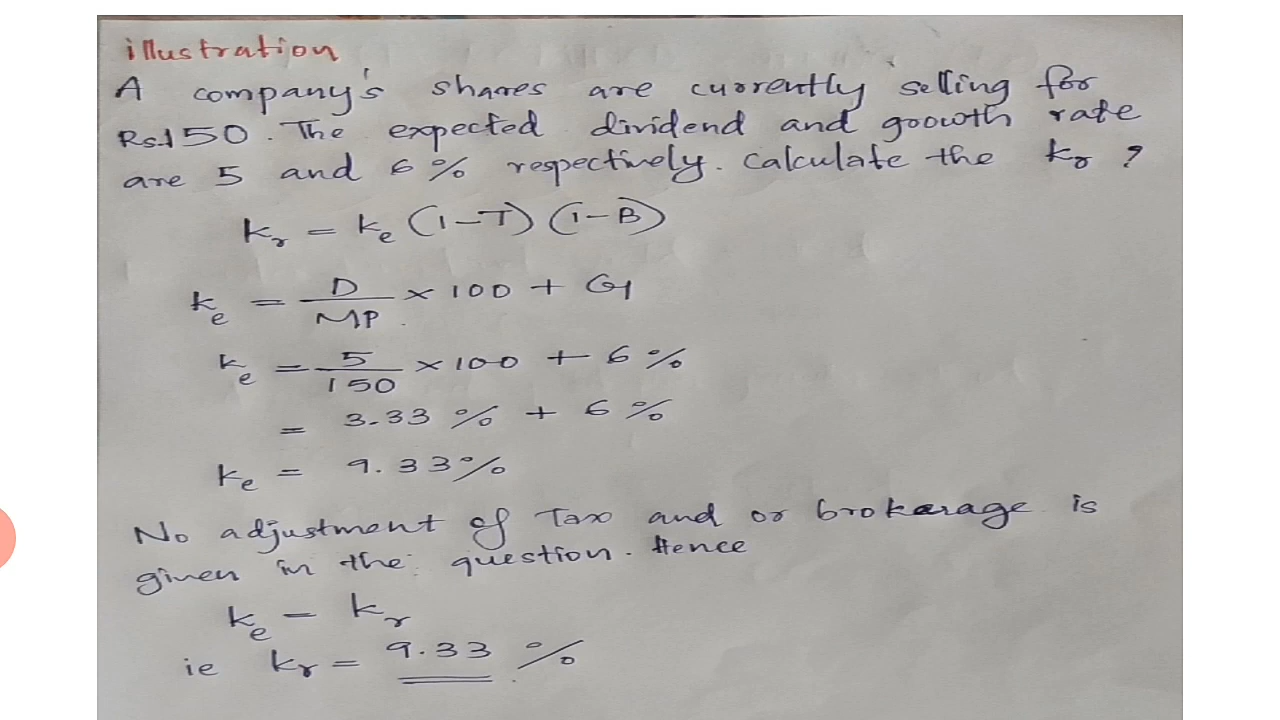 illustration
A company's shares are currently selling for
Rs.150. The expected dividend and growth rate
are 5 and 6% respectively. Calculate the kr ?
kr = ke (1-T) (1-B)
ke = D/MP × 100 + G
ke = 5/150 × 100 + 6%
= 3.33% + 6%
ke = 9.33%
No adjustment of Tax and or brokerage is
given in the question. Hence
ke = kr
ie kr = 9.33 %